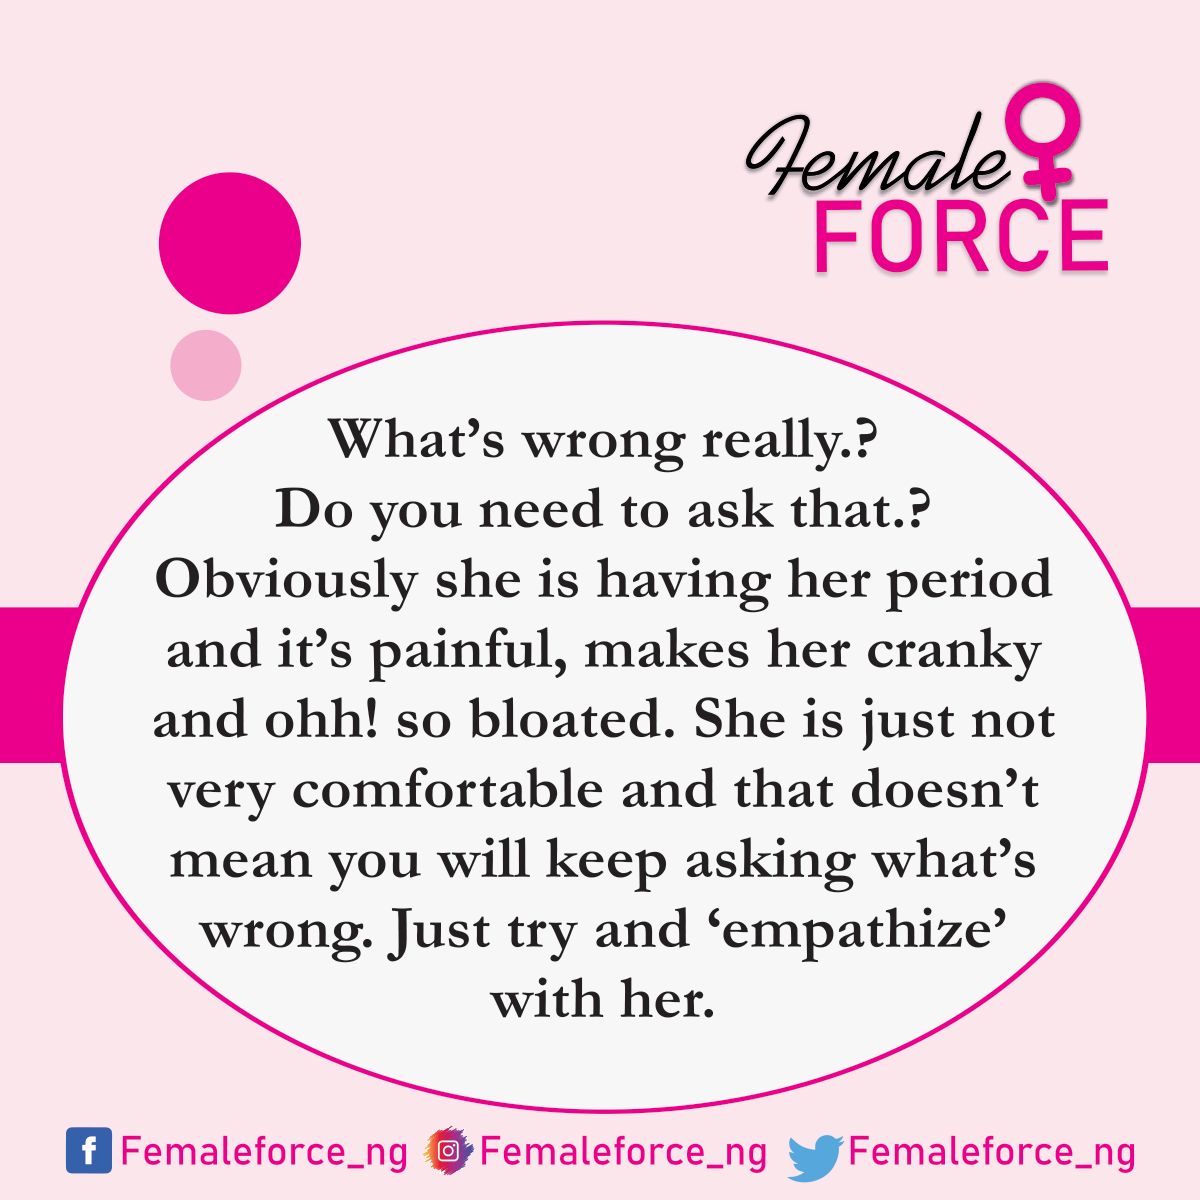 Female
FORCE
What’s wrong really.?
Do you need to ask that.?
Obviously she is having her period
and it’s painful, makes her cranky
and ohh! so bloated. She is just not
very comfortable and that doesn’t
mean you will keep asking what’s
wrong. Just try and ‘empathize’
with her.
Femaleforce_ng Femaleforce_ng Femaleforce_ng